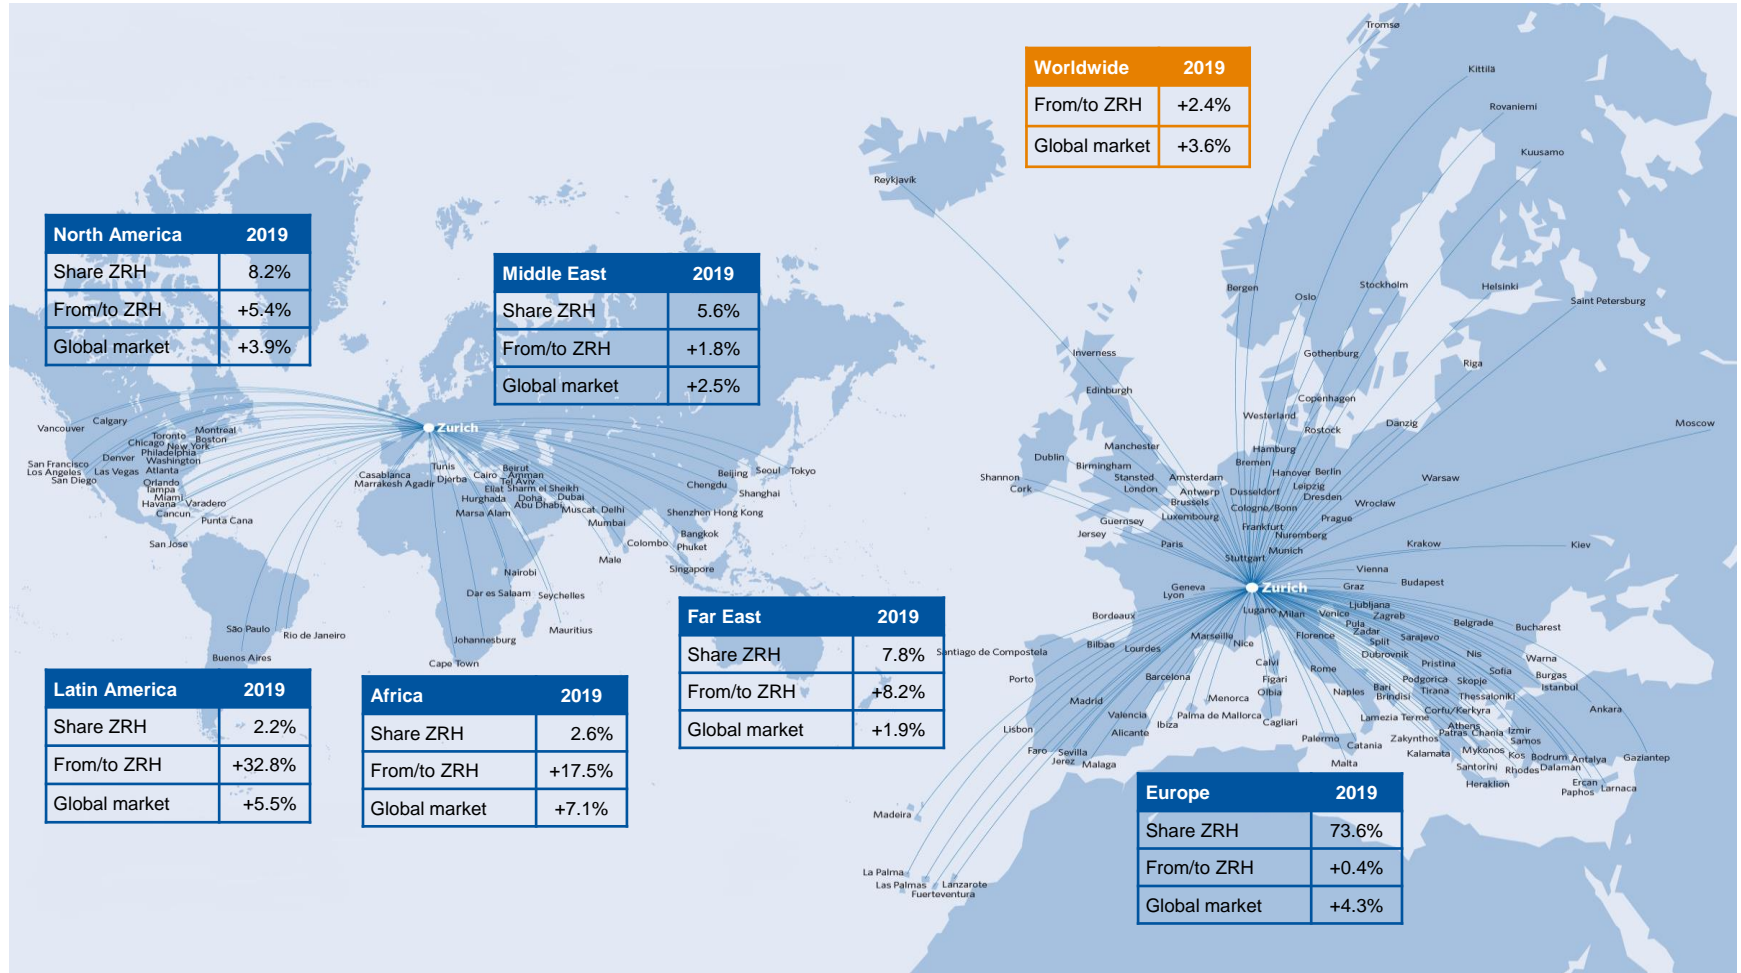 Tromsø
Worldwide 2019
From/to ZRH +2.4%
Global market +3.6%
Kittilä
Rovaniemi
Kuusamo
Reykjavík
North America 2019
Share ZRH 8.2%
From/to ZRH +5.4%
Global market +3.9%
Middle East 2019
Share ZRH 5.6%
From/to ZRH +1.8%
Global market +2.5%
Vancouver
Calgary
Toronto
Montreal
Chicago
Boston
New York
Philadelphia
Denver
Washington
San Francisco
Los Angeles
Las Vegas
Atlanta
San Diego
Orlando
Tampa
Miami
Havana
Varadero
Cancun
Punta Cana
San Jose
Zurich
Casablanca
Tunis
Marrakesh
Agadir
Djerba
Cairo
Beirut
Amman
Tel Aviv
Eliat
Sharm el Sheikh
Hurghada
Doha
Dubai
Abu Dhabi
Marsa Alam
Muscat
Delhi
Mumbai
Beijing
Seoul
Tokyo
Chengdu
Shanghai
Shenzhen
Hong Kong
Bangkok
Colombo
Phuket
Male
Singapore
Nairobi
Dar es Salaam
Seychelles
Mauritius
Johannesburg
Cape Town
São Paulo
Rio de Janeiro
Buenos Aires
Latin America 2019
Share ZRH 2.2%
From/to ZRH +32.8%
Global market +5.5%
Africa 2019
Share ZRH 2.6%
From/to ZRH +17.5%
Global market +7.1%
Far East 2019
Share ZRH 7.8%
From/to ZRH +8.2%
Global market +1.9%
Bergen
Oslo
Stockholm
Helsinki
Saint Petersburg
Inverness
Gothenburg
Riga
Edinburgh
Copenhagen
Westerland
Rostock
Danzig
Moscow
Manchester
Dublin
Hamburg
Birmingham
Bremen
Shannon
Stansted
Amsterdam
Hanover
Berlin
Cork
London
Antwerp
Dusseldorf
Leipzig
Warsaw
Brussels
Dresden
Cologne/Bonn
Wroclaw
Guernsey
Luxembourg
Frankfurt
Prague
Jersey
Nuremberg
Paris
Munich
Krakow
Kiev
Stuttgart
Vienna
Geneva
Zurich
Graz
Budapest
Lyon
Bordeaux
Lugano
Milan
Venice
Ljubljana
Zagreb
Pula
Belgrade
Bucharest
Marseille
Nice
Florence
Zadar
Split
Sarajevo
Santiago de Compostela
Bilbao
Lourdes
Dubrovnik
Nis
Calvi
Rome
Pristina
Sofia
Warna
Porto
Barcelona
Figari
Podgorica
Skopje
Burgas
Madrid
Menorca
Olbia
Naples
Bari
Tirana
Thessaloniki
Istanbul
Brindisi
Valencia
Ibiza
Palma de Mallorca
Cagliari
Lamezia Terme
Corfu/Kerkyra
Ankara
Lisbon
Alicante
Athens
Patras
Chania
Izmir
Palermo
Catania
Zakynthos
Samos
Faro
Sevilla
Kalamata
Mykonos
Kos
Bodrum
Antalya
Gaziantep
Jerez
Malaga
Malta
Santorini
Rhodes
Dalaman
Heraklion
Ercan
Paphos
Larnaca
Madeira
La Palma
Las Palmas
Lanzarote
Fuerteventura
Europe 2019
Share ZRH 73.6%
From/to ZRH +0.4%
Global market +4.3%